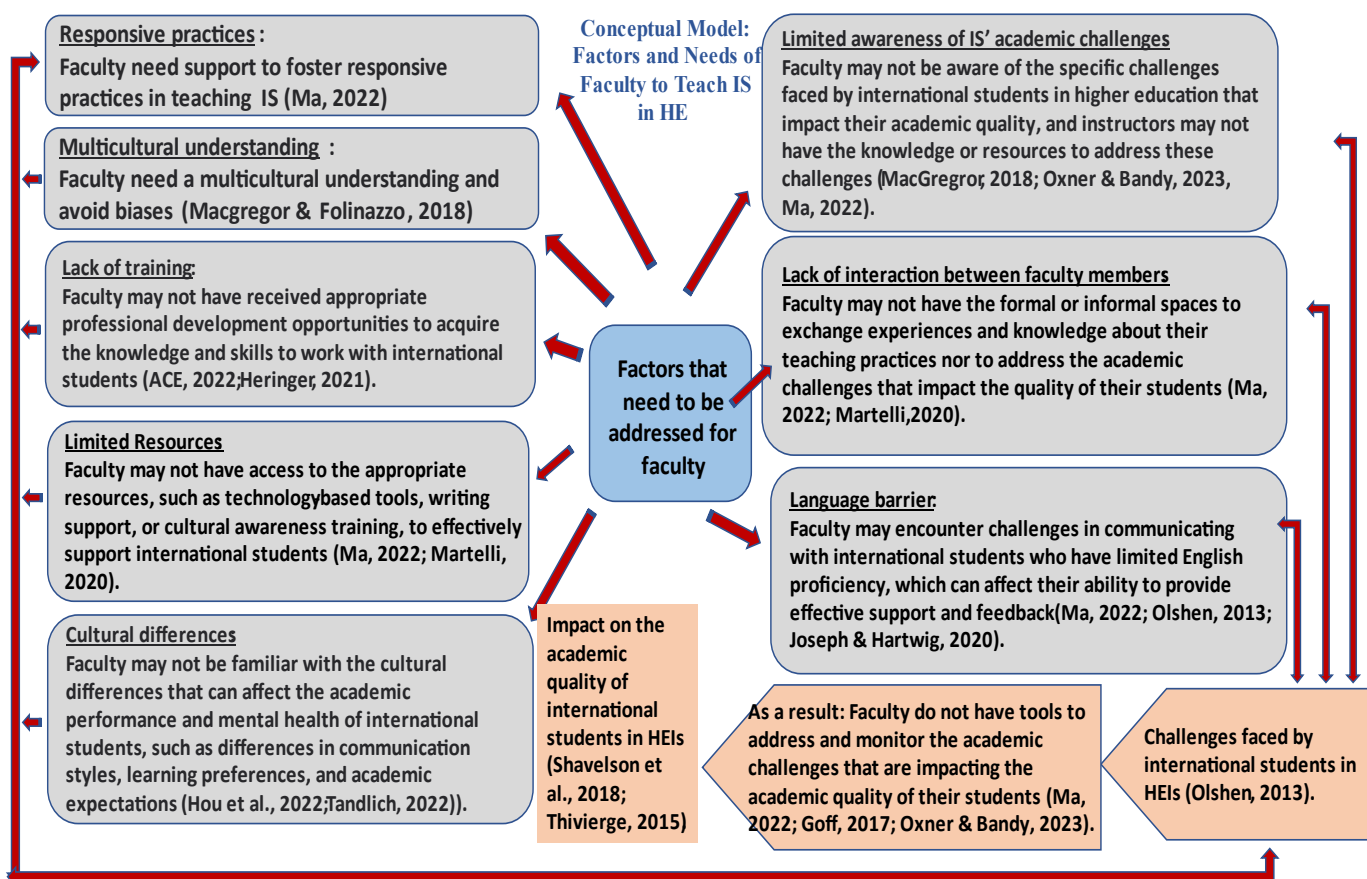 Conceptual Model:
Factors and Needs of
Faculty to Teach IS
in HE
Responsive practices :
Faculty need support to foster responsive
practices in teaching IS (Ma, 2022)
Multicultural understanding :
Faculty need a multicultural understanding and
avoid biases (Macgregor & Folinazzo, 2018)
Lack of training:
Faculty may not have received appropriate
professional development opportunities to acquire
the knowledge and skills to work with international
students (ACE, 2022;Heringer, 2021).
Limited Resources
Faculty may not have access to the appropriate
resources, such as technologybased tools, writing
support, or cultural awareness training, to effectively
support international students (Ma, 2022; Martelli,
2020).
Cultural differences
Faculty may not be familiar with the cultural
differences that can affect the academic
performance and mental health of international
students, such as differences in communication
styles, learning preferences, and academic
expectations (Hou et al., 2022;Tandlich, 2022)).
Factors that
need to be
addressed for
faculty
Limited awareness of IS’ academic challenges
Faculty may not be aware of the specific challenges
faced by international students in higher education that
impact their academic quality, and instructors may not
have the knowledge or resources to address these
challenges (MacGregror, 2018; Oxner & Bandy, 2023,
Ma, 2022).
Lack of interaction between faculty members
Faculty may not have the formal or informal spaces to
exchange experiences and knowledge about their
teaching practices nor to address the academic
challenges that impact the quality of their students (Ma,
2022; Martelli,2020).
Language barrier:
Faculty may encounter challenges in communicating
with international students who have limited English
proficiency, which can affect their ability to provide
effective support and feedback(Ma, 2022; Olshen, 2013;
Joseph & Hartwig, 2020).
Impact on the
academic
quality of
international
students in HEIs
(Shavelson et
al., 2018;
Thivierge, 2015)
As a result: Faculty do not have tools to
address and monitor the academic
challenges that are impacting the
academic quality of their students (Ma,
2022; Goff, 2017; Oxner & Bandy, 2023).
Challenges faced by
international students in
HEIs (Olshen, 2013).